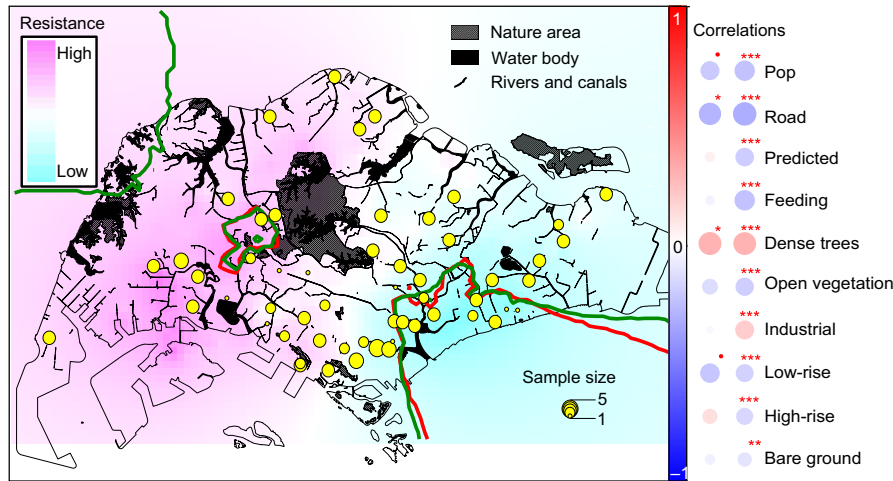 Resistance
High
Low
Nature area
Water body
Rivers and canals
Sample size
5
1
1
0
–1
Correlations
• *** Pop
* *** Road
*** Predicted
*** Feeding
* *** Dense trees
*** Open vegetation
*** Industrial
• *** Low-rise
*** High-rise
** Bare ground